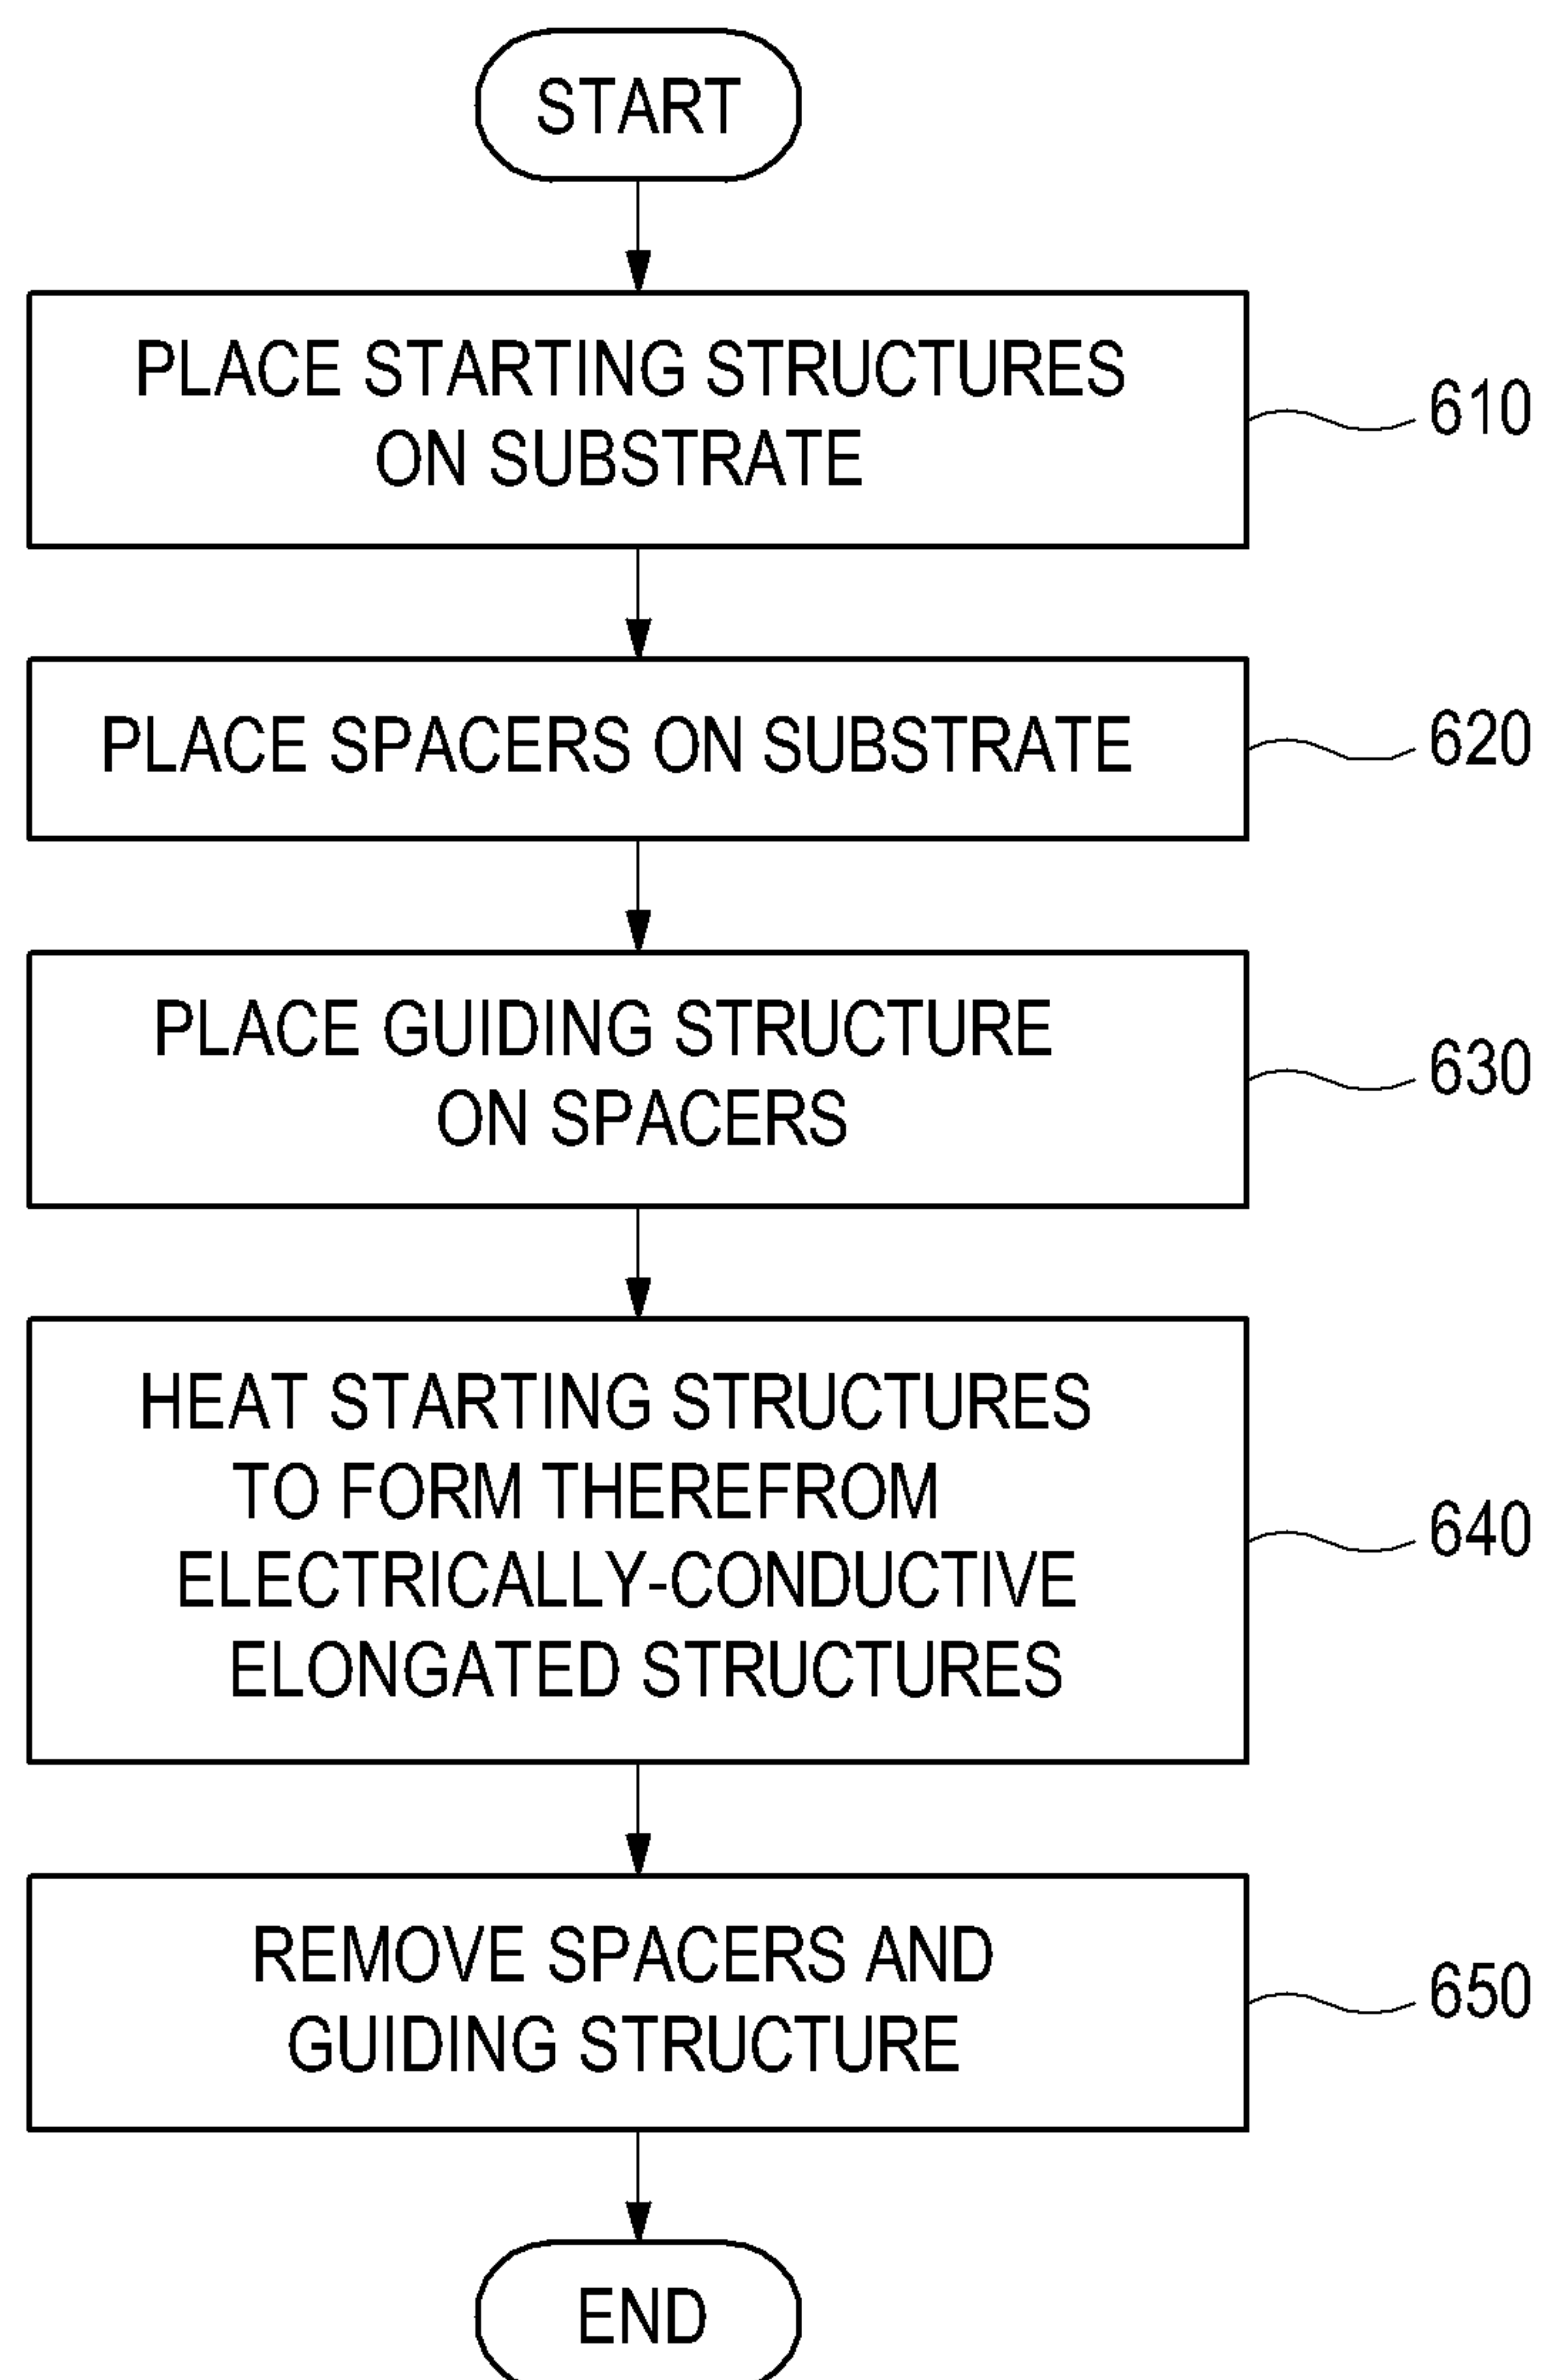 START
PLACE STARTING STRUCTURES
ON SUBSTRATE
610
PLACE SPACERS ON SUBSTRATE
620
PLACE GUIDING STRUCTURE
ON SPACERS
630
HEAT STARTING STRUCTURES
TO FORM THEREFROM
ELECTRICALLY-CONDUCTIVE
ELONGATED STRUCTURES
640
REMOVE SPACERS AND
GUIDING STRUCTURE
650
END